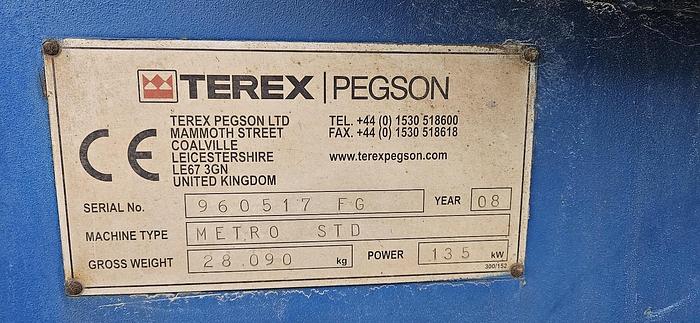 TEREX | PEGSON
TEREX PEGSON LTD
MAMMOTH STREET
COALVILLE
LEICESTERSHIRE
LE67 3GN
UNITED KINGDOM
TEL. +44 (0) 1530 518600
FAX. +44 (0) 1530 518618
www.terexpegson.com
CE
SERIAL No. 960517 FG YEAR 08
MACHINE TYPE METRO STD
GROSS WEIGHT 28.090 kg POWER 135 kW
300/152